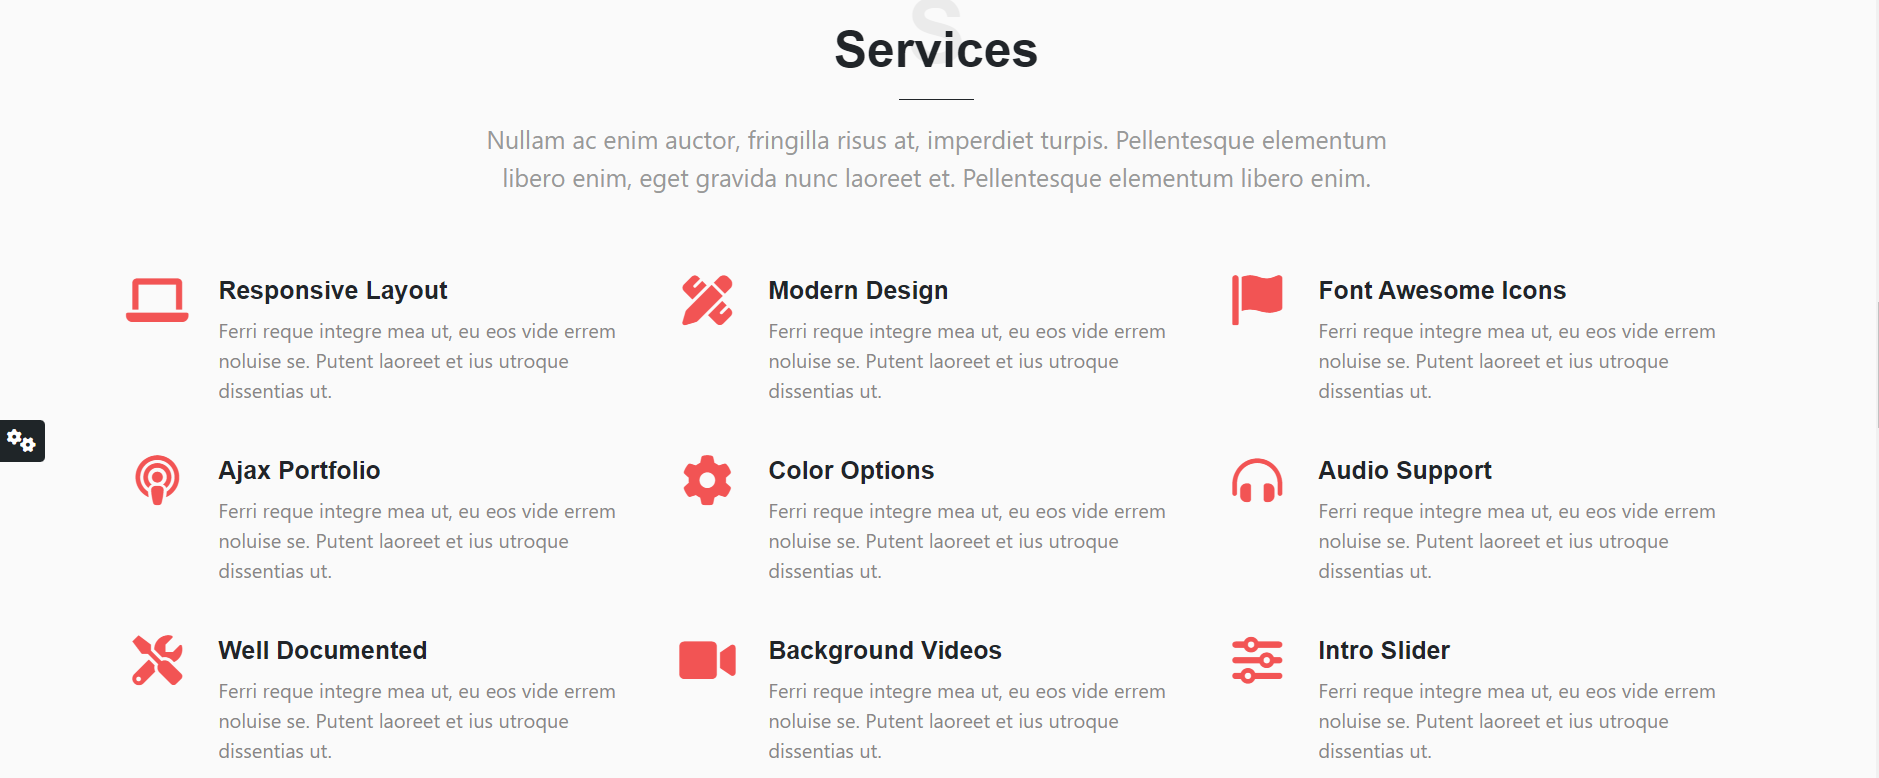 S
Services
Nullam ac enim auctor, fringilla risus at, imperdiet turpis. Pellentesque elementum
libero enim, eget gravida nunc laoreet et. Pellentesque elementum libero enim.
Responsive Layout
Ferri reque integre mea ut, eu eos vide errem
noluise se. Putent laoreet et ius utroque
dissentias ut.
Modern Design
Ferri reque integre mea ut, eu eos vide errem
noluise se. Putent laoreet et ius utroque
dissentias ut.
Font Awesome Icons
Ferri reque integre mea ut, eu eos vide errem
noluise se. Putent laoreet et ius utroque
dissentias ut.
Ajax Portfolio
Ferri reque integre mea ut, eu eos vide errem
noluise se. Putent laoreet et ius utroque
dissentias ut.
Color Options
Ferri reque integre mea ut, eu eos vide errem
noluise se. Putent laoreet et ius utroque
dissentias ut.
Audio Support
Ferri reque integre mea ut, eu eos vide errem
noluise se. Putent laoreet et ius utroque
dissentias ut.
Well Documented
Ferri reque integre mea ut, eu eos vide errem
noluise se. Putent laoreet et ius utroque
dissentias ut.
Background Videos
Ferri reque integre mea ut, eu eos vide errem
noluise se. Putent laoreet et ius utroque
dissentias ut.
Intro Slider
Ferri reque integre mea ut, eu eos vide errem
noluise se. Putent laoreet et ius utroque
dissentias ut.